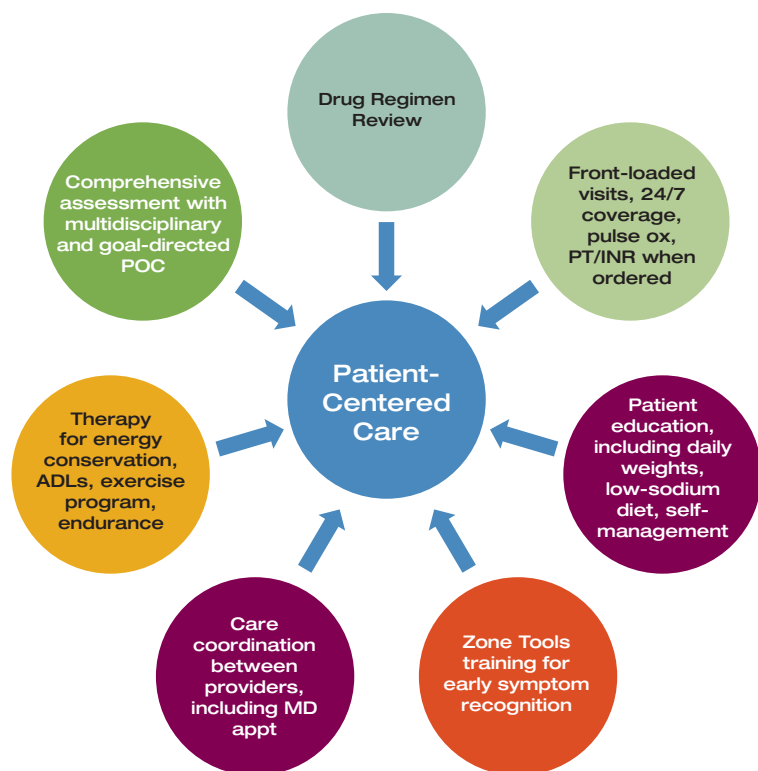 Drug Regimen
Review
Front-loaded
visits, 24/7
coverage,
pulse ox,
PT/INR when
ordered
Patient
education,
including daily
weights,
low-sodium
diet, self-
management
Zone Tools
training for
early symptom
recognition
Care
coordination
between
providers,
including MD
appt
Therapy
for energy
conservation,
ADLs, exercise
program,
endurance
Comprehensive
assessment with
multidisciplinary
and goal-directed
POC
Patient-
Centered
Care